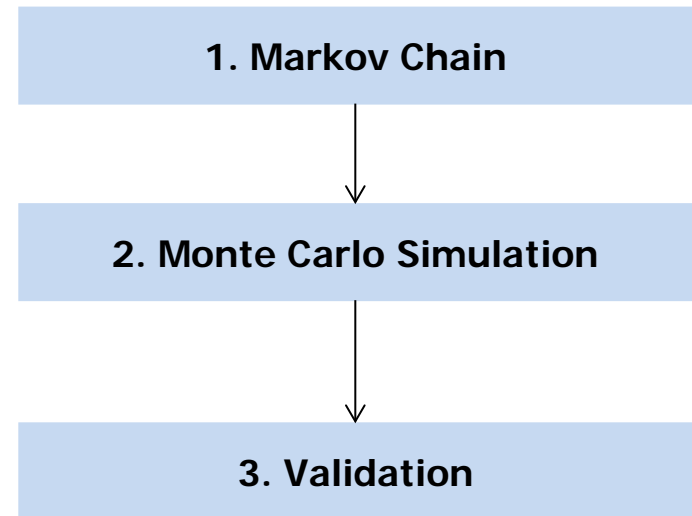 1. Markov Chain
2. Monte Carlo Simulation
3. Validation